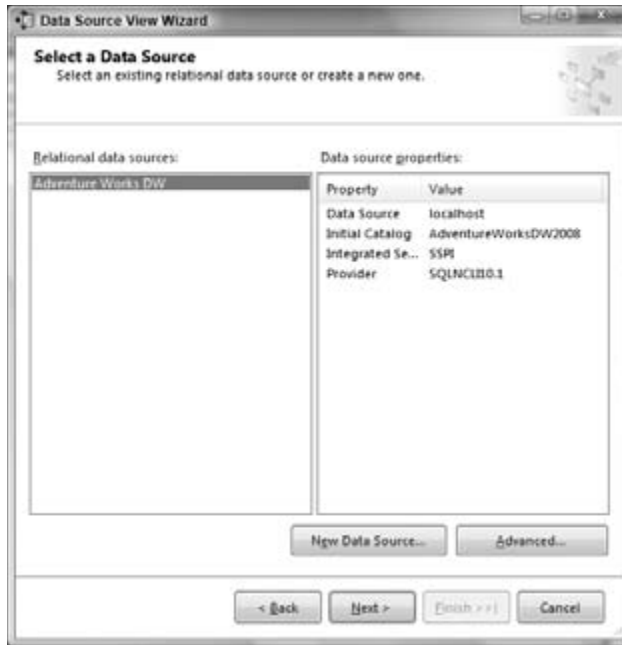 Data Source View Wizard
Select a Data Source
Select an existing relational data source or create a new one.
Relational data sources:
Adventure Works DW
Data source properties:
Property Value
Data Source localhost
Initial Catalog AdventureWorksDW2008
Integrated Se... SSPI
Provider SQLNCLI10.1
New Data Source...
Advanced...
< Back
Next >
Finish >>|
Cancel